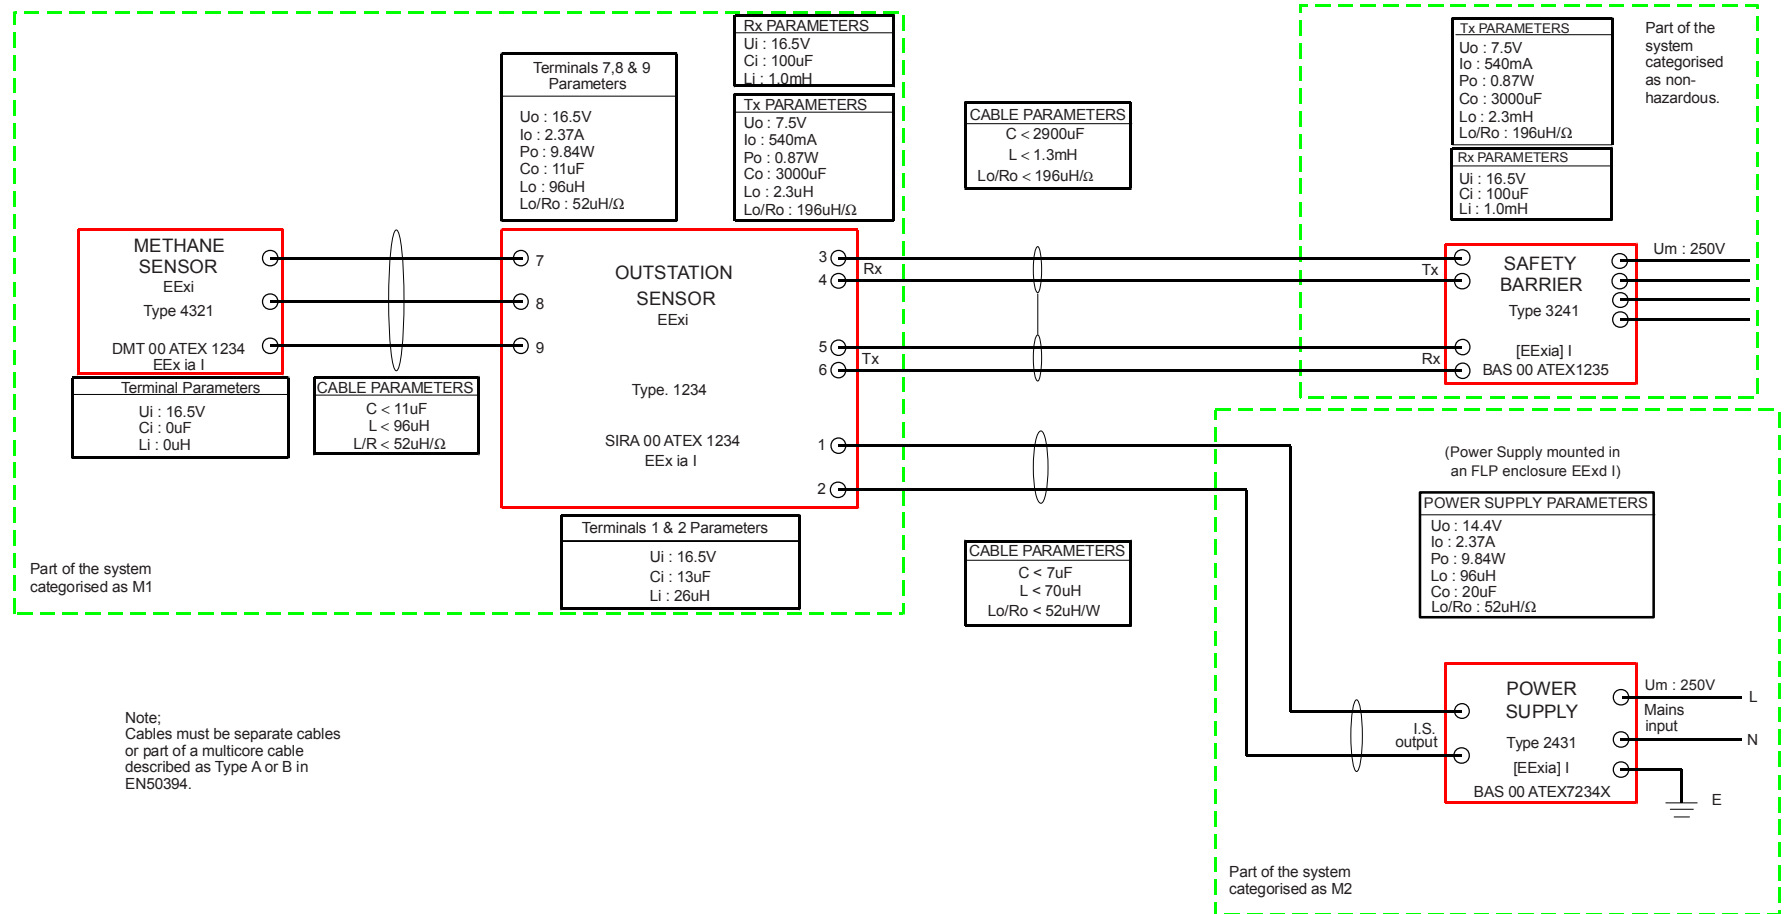 Rx PARAMETERS
Ui : 16.5V
Ci : 100uF
Li : 1.0mH
Terminals 7,8 & 9
Parameters
Uo : 16.5V
Io : 2.37A
Po : 9.84W
Co : 11uF
Lo : 96uH
Lo/Ro : 52uH/Ω
Tx PARAMETERS
Uo : 7.5V
Io : 540mA
Po : 0.87W
Co : 3000uF
Lo : 2.3uH
Lo/Ro : 196uH/Ω
CABLE PARAMETERS
C < 2900uF
L < 1.3mH
Lo/Ro < 196uH/Ω
Tx PARAMETERS
Uo : 7.5V
Io : 540mA
Po : 0.87W
Co : 3000uF
Lo : 2.3mH
Lo/Ro : 196uH/Ω
Rx PARAMETERS
Ui : 16.5V
Ci : 100uF
Li : 1.0mH
Part of the
system
categorised
as non-
hazardous.
METHANE
SENSOR
EExi
Type 4321
DMT 00 ATEX 1234
EEx ia I
Terminal Parameters
Ui : 16.5V
Ci : 0uF
Li : 0uH
CABLE PARAMETERS
C < 11uF
L < 96uH
L/R < 52uH/Ω
7
8
9
OUTSTATION
SENSOR
EExi
Type. 1234
SIRA 00 ATEX 1234
EEx ia I
3
4
Rx
5
6
Tx
1
2
Tx
Rx
SAFETY
BARRIER
Type 3241
[EExia] I
BAS 00 ATEX1235
Um : 250V
Terminals 1 & 2 Parameters
Ui : 16.5V
Ci : 13uF
Li : 26uH
Part of the system
categorised as M1
CABLE PARAMETERS
C < 7uF
L < 70uH
Lo/Ro < 52uH/W
(Power Supply mounted in
an FLP enclosure EExd I)
POWER SUPPLY PARAMETERS
Uo : 14.4V
Io : 2.37A
Po : 9.84W
Lo : 96uH
Co : 20uF
Lo/Ro : 52uH/Ω
I.S.
output
POWER
SUPPLY
Type 2431
[EExia] I
BAS 00 ATEX7234X
Um : 250V
L
Mains
input
N
E
Note;
Cables must be separate cables
or part of a multicore cable
described as Type A or B in
EN50394.
Part of the system
categorised as M2